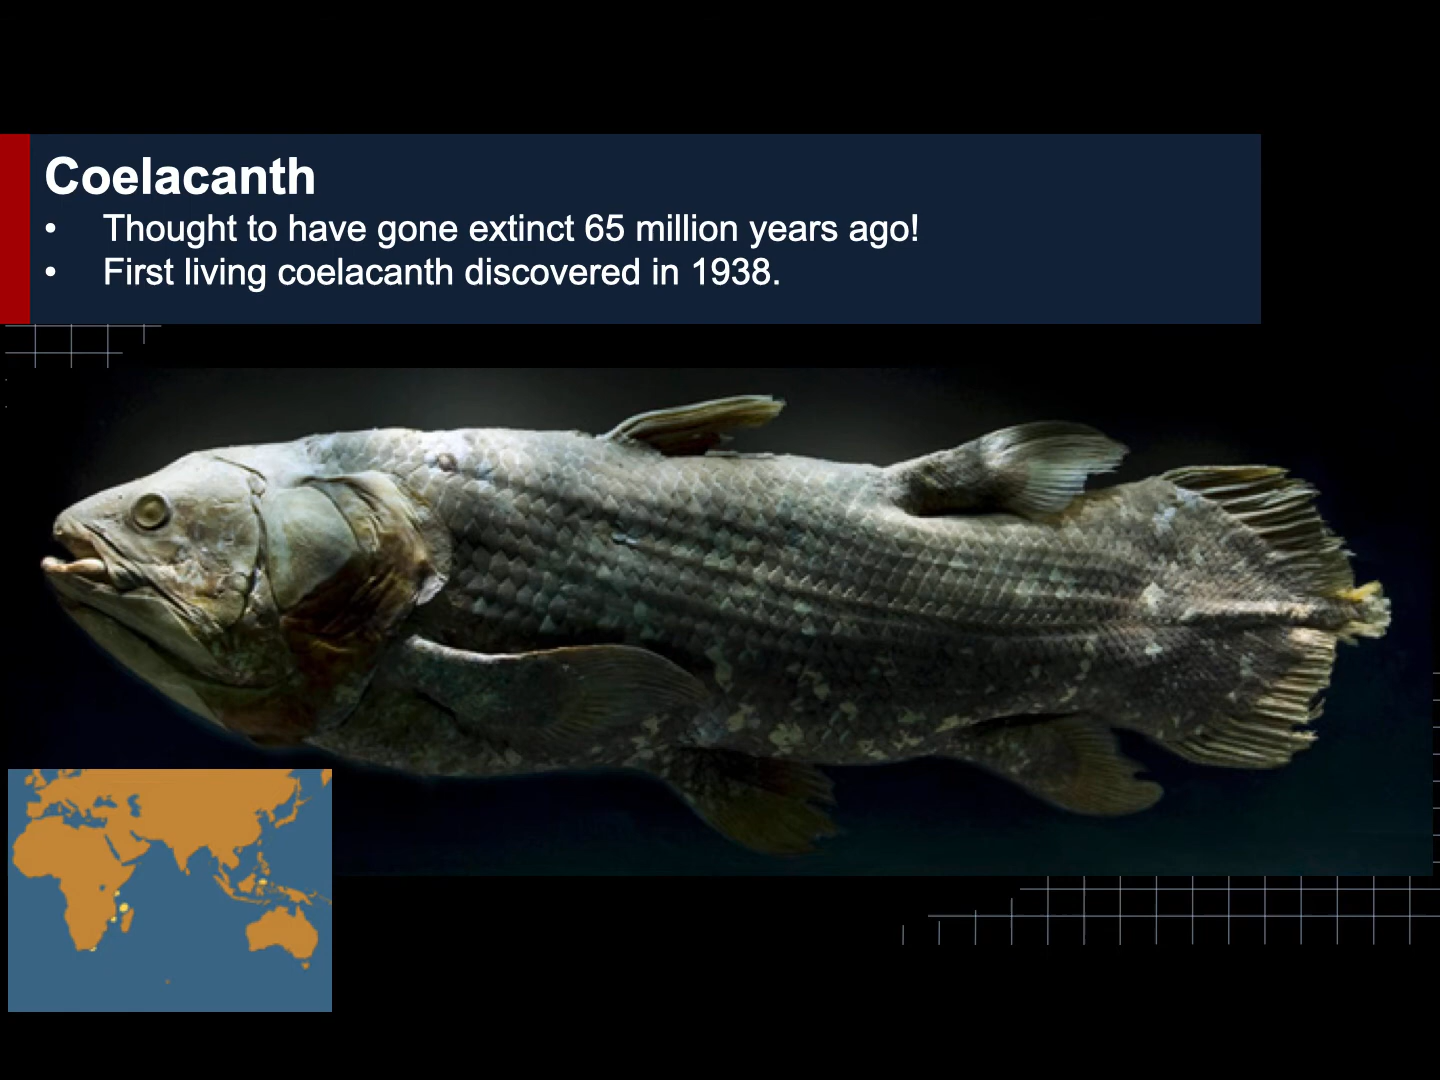 Coelacanth
• Thought to have gone extinct 65 million years ago!
• First living coelacanth discovered in 1938.